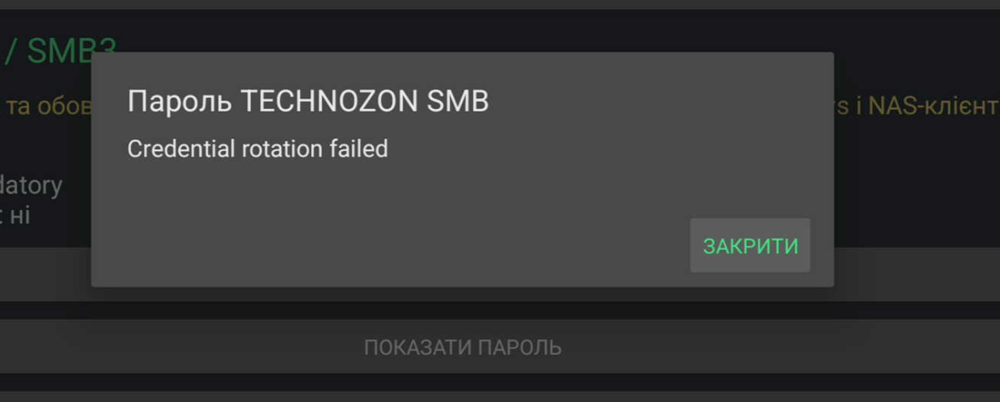 / SMB3
Пароль TECHNOZON SMB
та обов
s і NAS-клієнт
Credential rotation failed
datory
: ні
ЗАКРИТИ
ПОКАЗАТИ ПАРОЛЬ